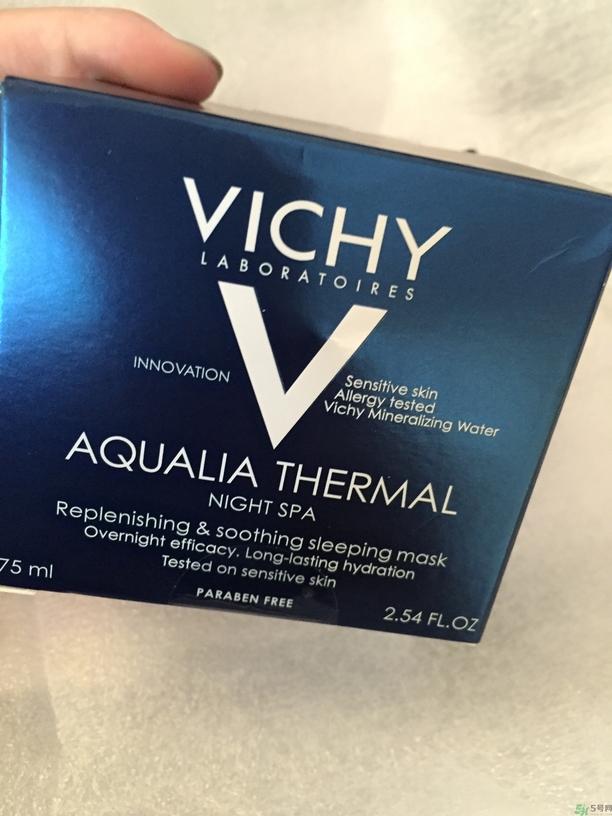 VICHY
LABORATOIRES
V
INNOVATION
Sensitive skin
Allergy tested
Vichy Mineralizing Water
AQUALIA THERMAL
NIGHT SPA
Replenishing & soothing sleeping mask
Overnight efficacy. Long-lasting hydration
Tested on sensitive skin
75 ml
PARABEN FREE
2.54 FL.OZ
5号网